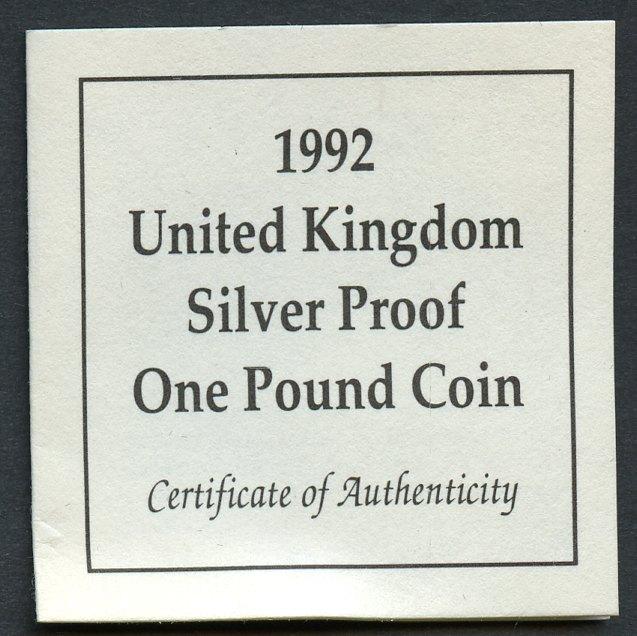 1992
United Kingdom
Silver Proof
One Pound Coin
Certificate of Authenticity